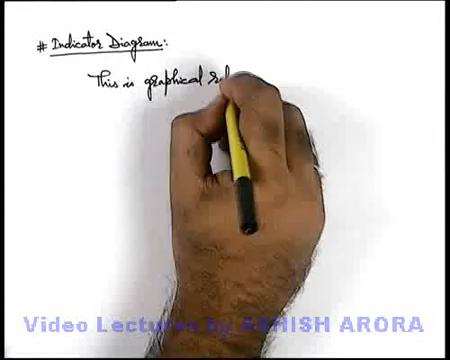 # Indicator Diagram:
This is graphical
Video Lectures by ASHISH ARORA